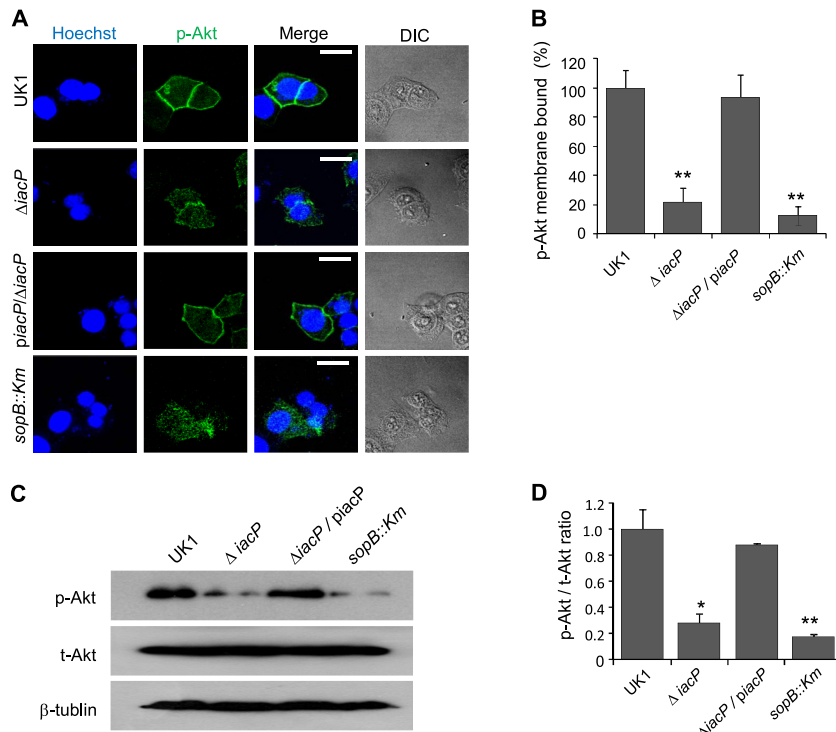 A
Hoechst
p-Akt
Merge
DIC
UK1
ΔiacP
piacP/ΔiacP
sopB::Km
B
p-Akt membrane bound (%)
120
100
80
60
40
20
0
**
**
UK1
Δ iacP
ΔiacP / piacP
sopB::Km
C
UK1
Δ iacP
ΔiacP / piacP
sopB::Km
p-Akt
t-Akt
β-tublin
D
p-Akt / t-Akt ratio
1.2
1.0
0.8
0.6
0.4
0.2
0
*
**
UK1
Δ iacP
ΔiacP / piacP
sopB::Km